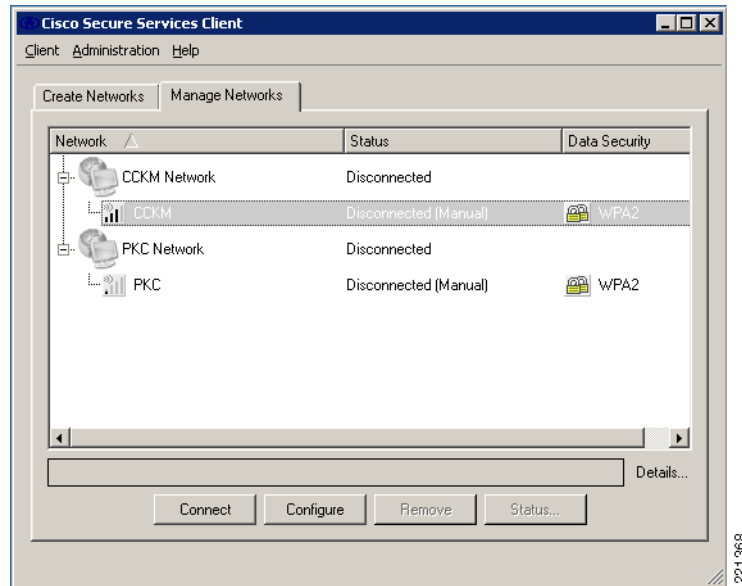 Cisco Secure Services Client
Client Administration Help
Create Networks Manage Networks
Network Status Data Security
CCKM Network Disconnected
CCKM Disconnected (Manual) WPA2
PKC Network Disconnected
PKC Disconnected (Manual) WPA2
Details...
Connect Configure Remove Status...
221368